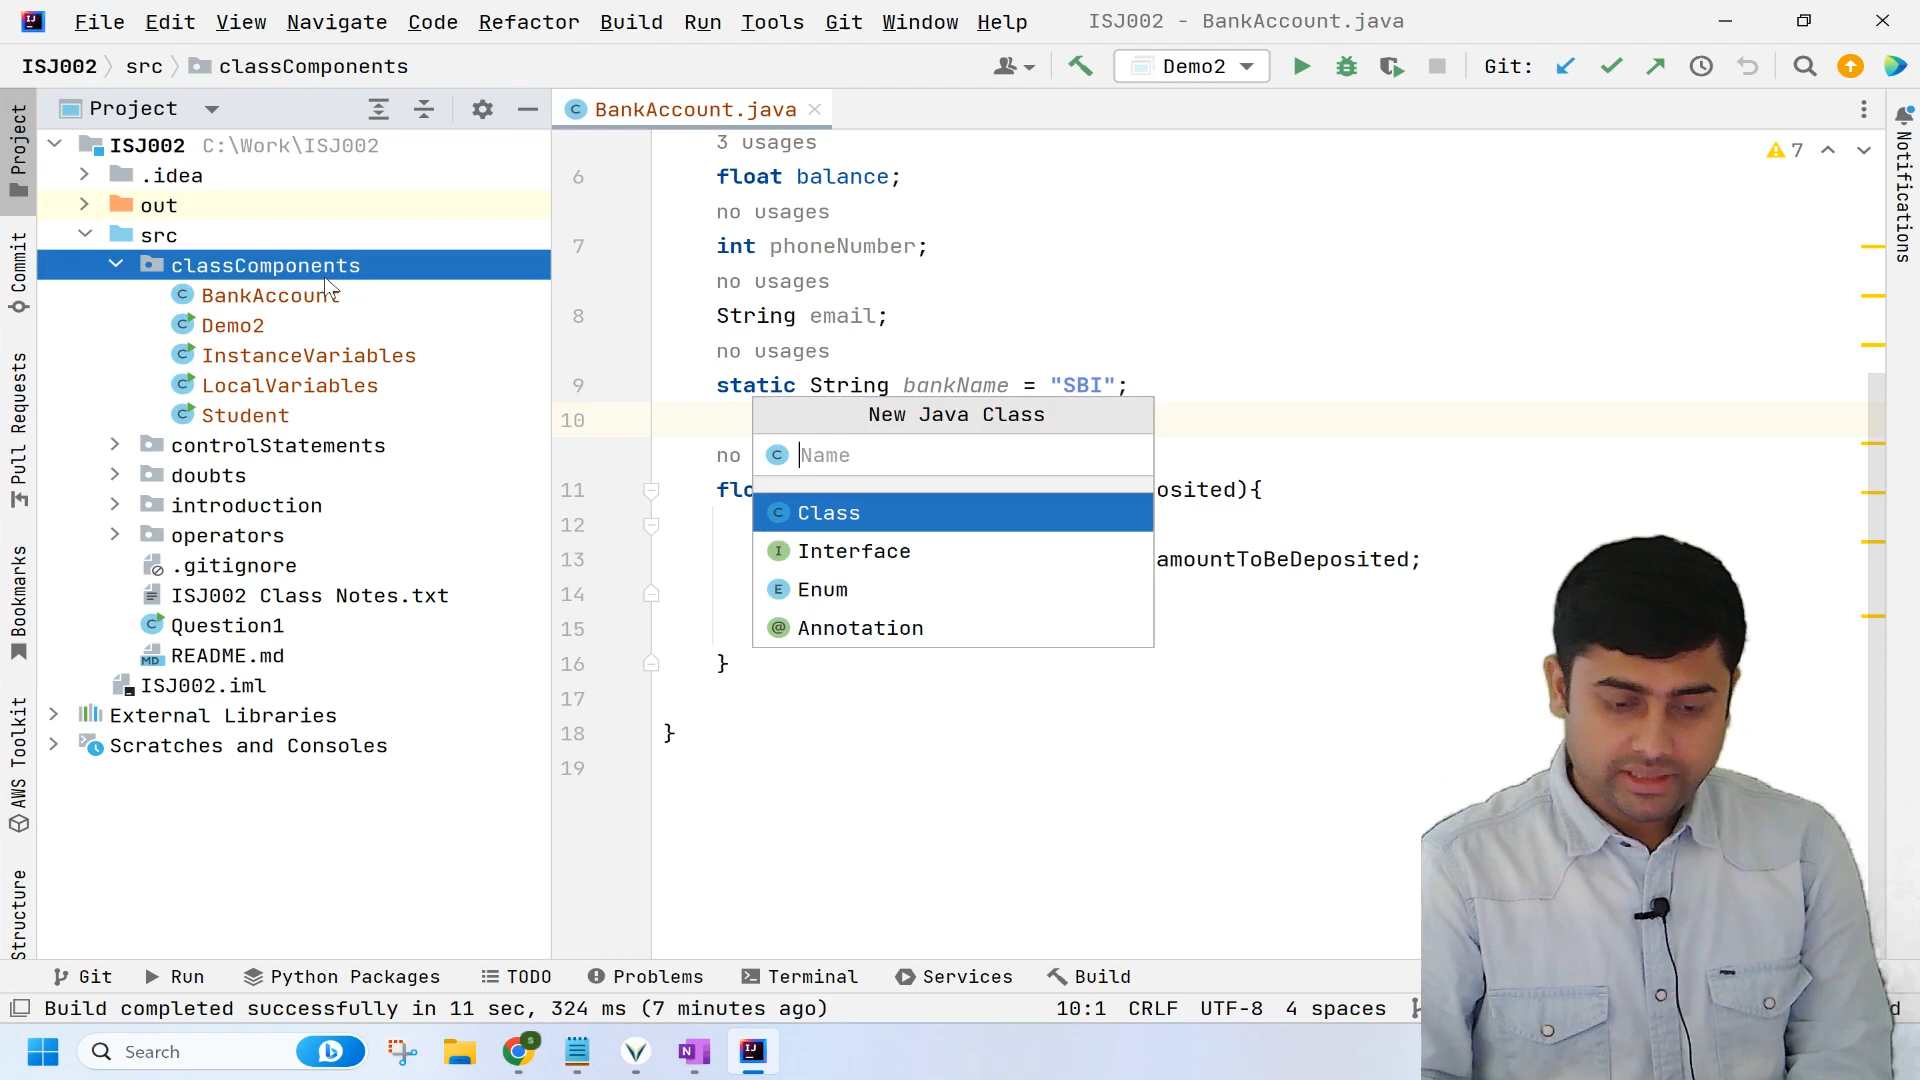 File Edit View Navigate Code Refactor Build Run Tools Git Window Help ISJ002 - BankAccount.java
ISJ002 src classComponents Demo2 Git:
Project BankAccount.java
ISJ002 C:\Work\ISJ002
.idea
out
src
classComponents
BankAccount
Demo2
InstanceVariables
LocalVariables
Student
controlStatements
doubts
introduction
operators
.gitignore
ISJ002 Class Notes.txt
Question1
README.md
ISJ002.iml
External Libraries
Scratches and Consoles
Project
Commit
Pull Requests
Bookmarks
AWS Toolkit
Structure
3 usages
7
6 float balance;
no usages
7 int phoneNumber;
no usages
8 String email;
no usages
9 static String bankName = "SBI";
10
no
11 flo osited){
12
13 amountToBeDeposited;
14
15
16 }
17
18 }
19
New Java Class
Name
Class
Interface
Enum
Annotation
Notifications
Git Run Python Packages TODO Problems Terminal Services Build
Build completed successfully in 11 sec, 324 ms (7 minutes ago) 10:1 CRLF UTF-8 4 spaces
Search